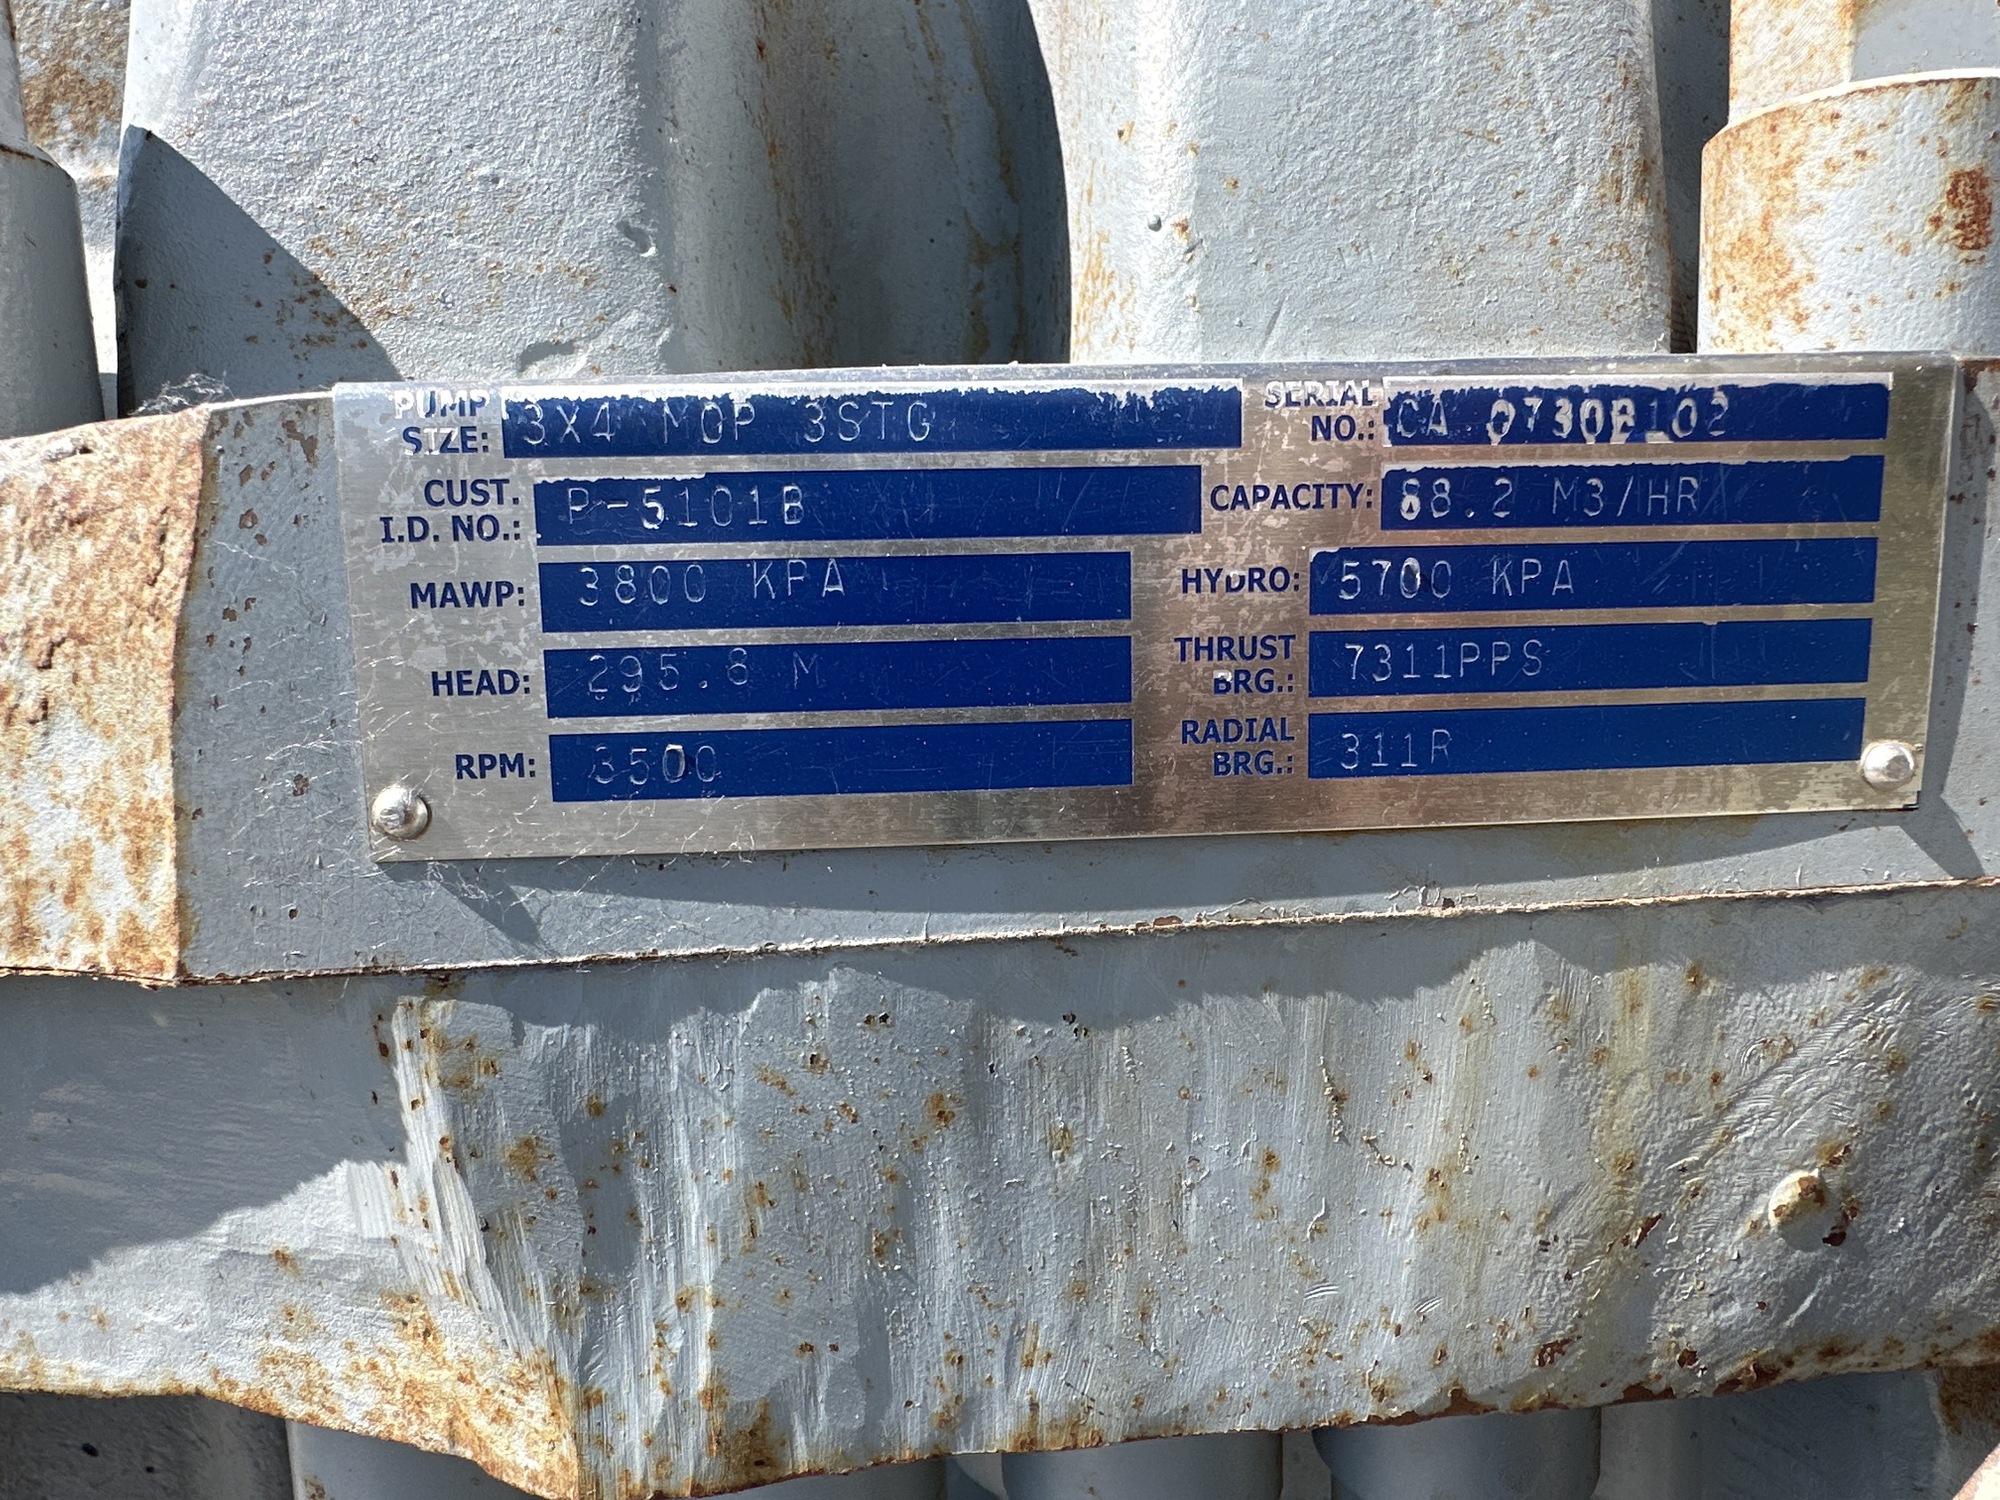 PUMP SIZE: 3X4 MOP 3STG
SERIAL NO.: CA 0730B102
CUST. I.D. NO.: P-5101B
CAPACITY: 88.2 M3/HR
MAWP: 3800 KPA
HYDRO: 5700 KPA
HEAD: 295.8 M
THRUST BRG.: 7311PPS
RPM: 3500
RADIAL BRG.: 311R